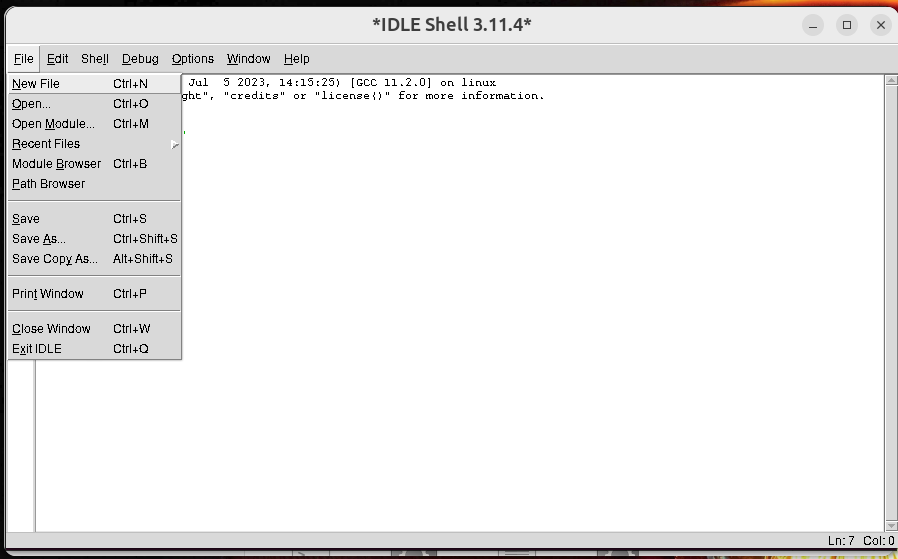 *IDLE Shell 3.11.4*
File Edit Shell Debug Options Window Help
New File Ctrl+N
Open... Ctrl+O
Open Module... Ctrl+M
Recent Files
Module Browser Ctrl+B
Path Browser
Save Ctrl+S
Save As... Ctrl+Shift+S
Save Copy As... Alt+Shift+S
Print Window Ctrl+P
Close Window Ctrl+W
Exit IDLE Ctrl+Q
Jul 5 2023, 14:15:25) [GCC 11.2.0] on linux
ght", "credits" or "license()" for more information.
Ln: 7 Col: 0